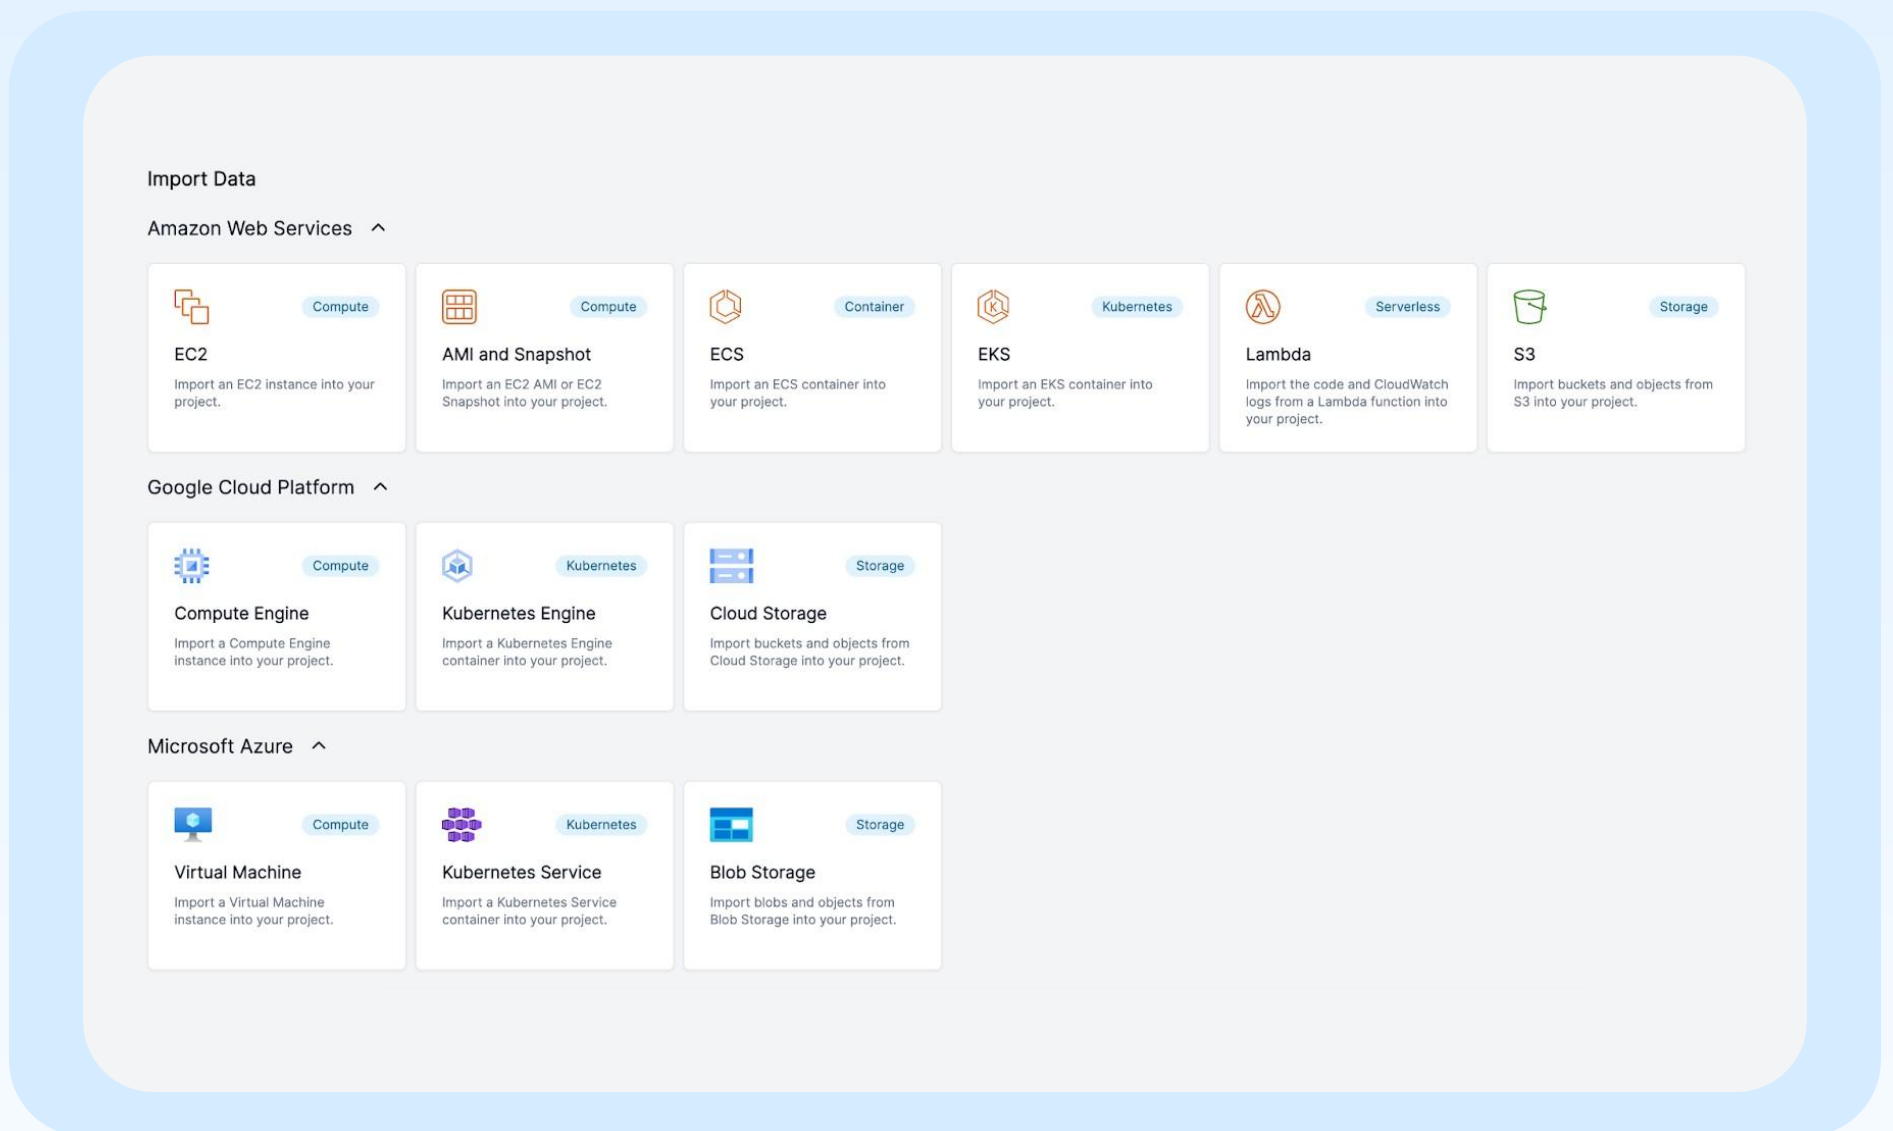 Import Data
Amazon Web Services
Compute
EC2
Import an EC2 instance into your
project.
Compute
AMI and Snapshot
Import an EC2 AMI or EC2
Snapshot into your project.
Container
ECS
Import an ECS container into
your project.
K
Kubernetes
EKS
Import an EKS container into
your project.
Serverless
Lambda
Import the code and CloudWatch
logs from a Lambda function into
your project.
Storage
S3
Import buckets and objects from
S3 into your project.
Google Cloud Platform
Compute
Compute Engine
Import a Compute Engine
instance into your project.
Kubernetes
Kubernetes Engine
Import a Kubernetes Engine
container into your project.
Storage
Cloud Storage
Import buckets and objects from
Cloud Storage into your project.
Microsoft Azure
Compute
Virtual Machine
Import a Virtual Machine
instance into your project.
Kubernetes
Kubernetes Service
Import a Kubernetes Service
container into your project.
Storage
Blob Storage
Import blobs and objects from
Blob Storage into your project.